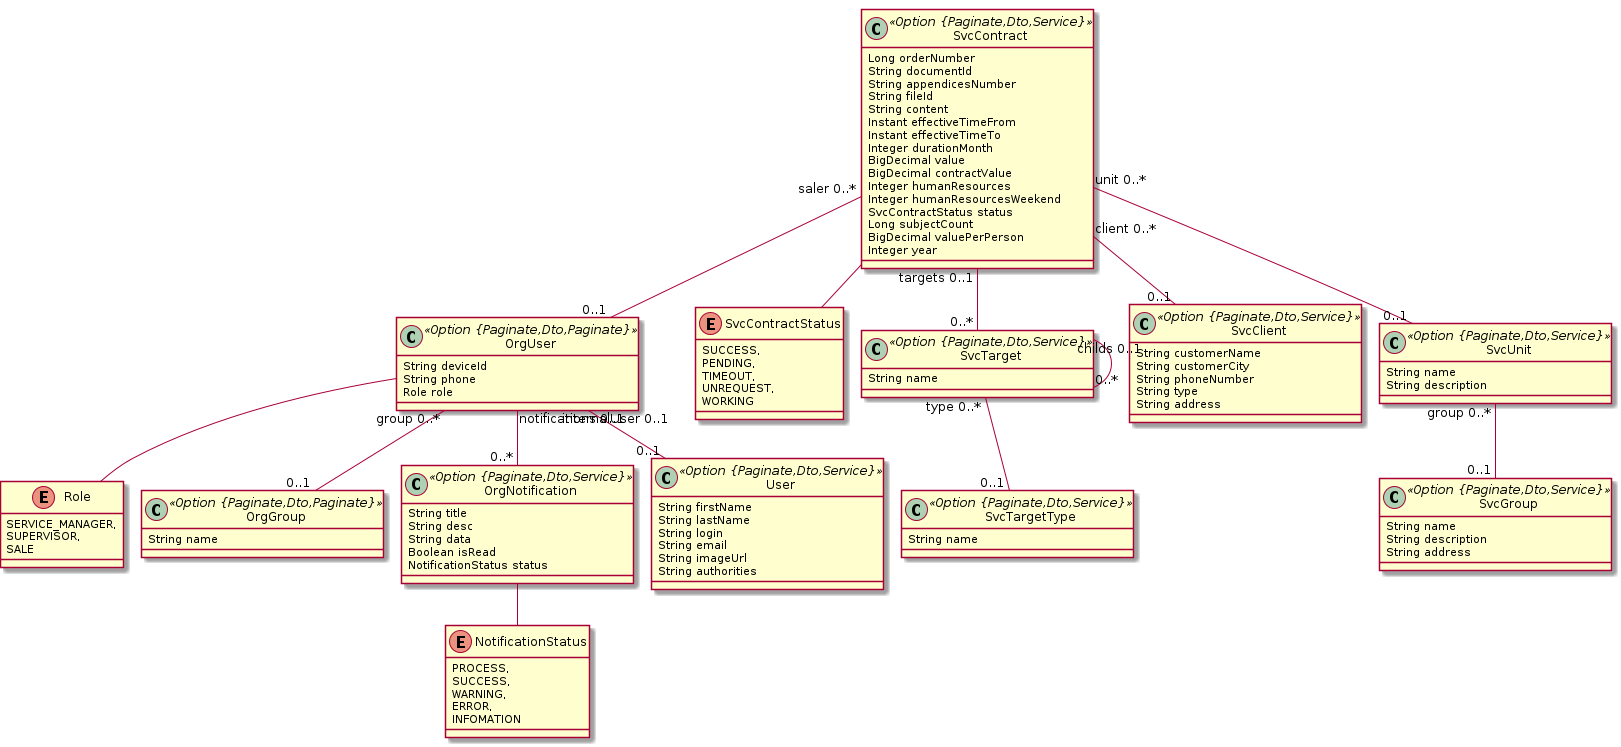 C «Option {Paginate,Dto,Service}»
SvcContract
Long orderNumber
String documentId
String appendicesNumber
String fileId
String content
Instant effectiveTimeFrom
Instant effectiveTimeTo
Integer durationMonth
BigDecimal value
BigDecimal contractValue
Integer humanResources
Integer humanResourcesWeekend
SvcContractStatus status
Long subjectCount
BigDecimal valuePerPerson
Integer year
saler 0..*
unit 0..*
client 0..*
targets 0..1
0..1
0..*
0..1
0..1
C «Option {Paginate,Dto,Paginate}»
OrgUser
String deviceId
String phone
Role role
E SvcContractStatus
SUCCESS,
PENDING,
TIMEOUT,
UNREQUEST,
WORKING
C «Option {Paginate,Dto,Service}»
SvcTarget
String name
childs 0..1
0..*
C «Option {Paginate,Dto,Service}»
SvcClient
String customerName
String customerCity
String phoneNumber
String type
String address
C «Option {Paginate,Dto,Service}»
SvcUnit
String name
String description
group 0..*
notifications 0..1
internalUser 0..1
type 0..*
group 0..*
0..1
0..*
0..1
0..1
0..1
E Role
SERVICE_MANAGER,
SUPERVISOR,
SALE
C «Option {Paginate,Dto,Paginate}»
OrgGroup
String name
C «Option {Paginate,Dto,Service}»
OrgNotification
String title
String desc
String data
Boolean isRead
NotificationStatus status
C «Option {Paginate,Dto,Service}»
User
String firstName
String lastName
String login
String email
String imageUrl
String authorities
C «Option {Paginate,Dto,Service}»
SvcTargetType
String name
C «Option {Paginate,Dto,Service}»
SvcGroup
String name
String description
String address
E NotificationStatus
PROCESS,
SUCCESS,
WARNING,
ERROR,
INFOMATION